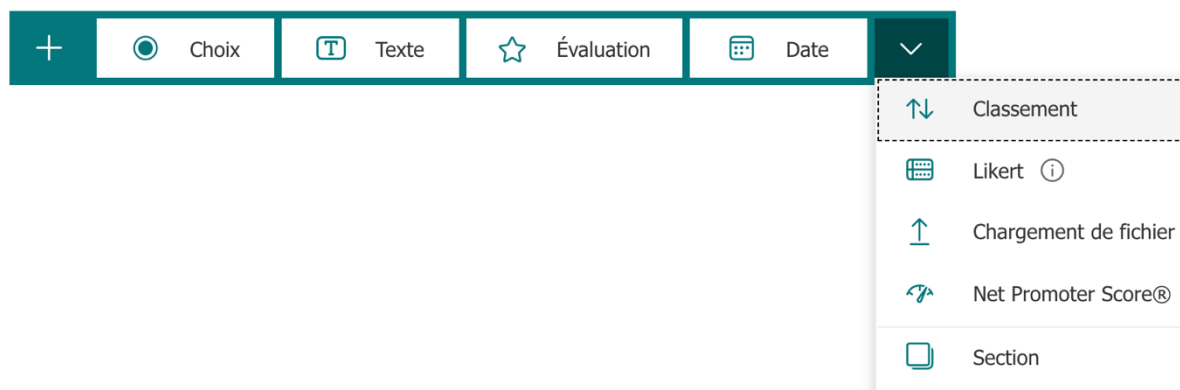 Choix Texte Évaluation Date
Classement
Likert
Chargement de fichier
Net Promoter Score®
Section